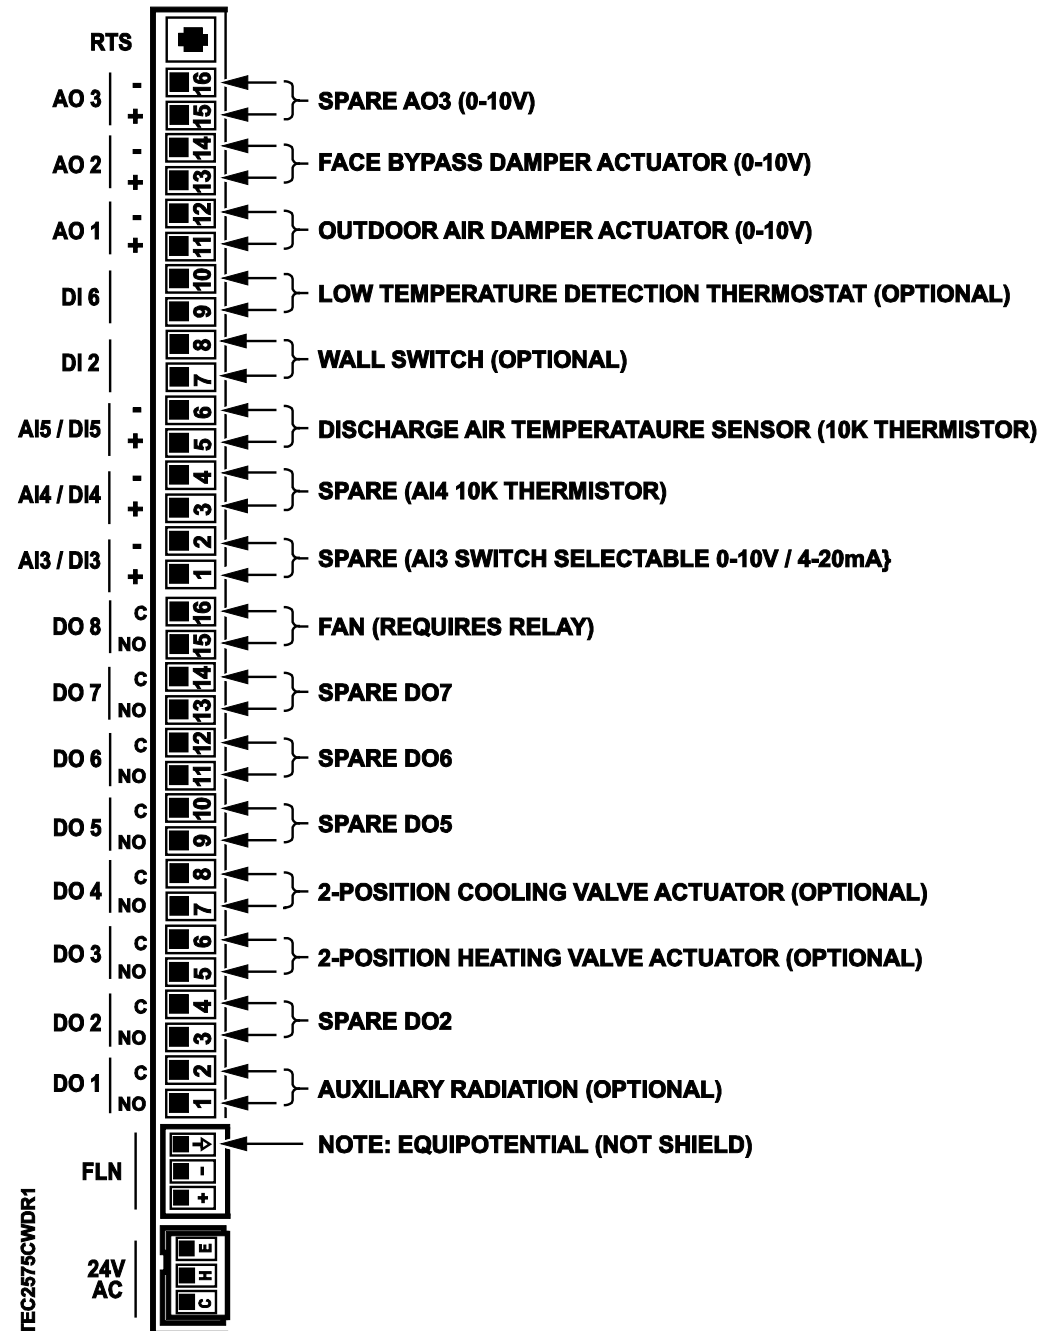 RTS
AO 3 - 16 SPARE AO3 (0-10V)
+ 15
AO 2 - 14 FACE BYPASS DAMPER ACTUATOR (0-10V)
+ 13
AO 1 - 12 OUTDOOR AIR DAMPER ACTUATOR (0-10V)
+ 11
DI 6 10 LOW TEMPERATURE DETECTION THERMOSTAT (OPTIONAL)
9
DI 2 8 WALL SWITCH (OPTIONAL)
7
AI5 / DI5 - 6 DISCHARGE AIR TEMPERATAURE SENSOR (10K THERMISTOR)
+ 5
AI4 / DI4 - 4 SPARE (AI4 10K THERMISTOR)
+ 3
AI3 / DI3 - 2 SPARE (AI3 SWITCH SELECTABLE 0-10V / 4-20mA}
+ 1
DO 8 C 16 FAN (REQUIRES RELAY)
NO 15
DO 7 C 14 SPARE DO7
NO 13
DO 6 C 12 SPARE DO6
NO 11
DO 5 C 10 SPARE DO5
NO 9
DO 4 C 8 2-POSITION COOLING VALVE ACTUATOR (OPTIONAL)
NO 7
DO 3 C 6 2-POSITION HEATING VALVE ACTUATOR (OPTIONAL)
NO 5
DO 2 C 4 SPARE DO2
NO 3
DO 1 C 2 AUXILIARY RADIATION (OPTIONAL)
NO 1
NOTE: EQUIPOTENTIAL (NOT SHIELD)
FLN -
+
24V E
AC H
C
TEC2575CWDR1